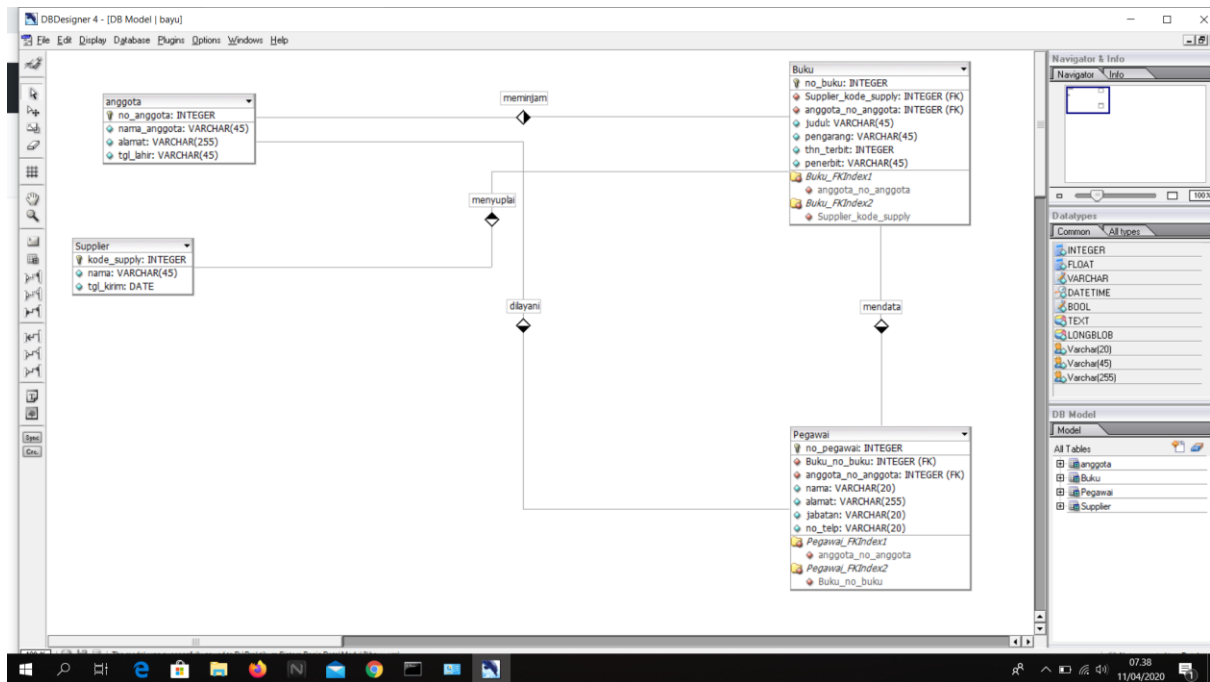 DBDesigner 4 - [DB Model | bayu]
File Edit Display Database Plugins Options Windows Help
anggota
no_anggota: INTEGER
nama_anggota: VARCHAR(45)
alamat: VARCHAR(255)
tgl_lahir: VARCHAR(45)
meminjam
Buku
no_buku: INTEGER
Supplier_kode_supply: INTEGER (FK)
anggota_no_anggota: INTEGER (FK)
judul: VARCHAR(45)
pengarang: VARCHAR(45)
thn_terbit: INTEGER
penerbit: VARCHAR(45)
Buku_FKIndex1
anggota_no_anggota
Buku_FKIndex2
Supplier_kode_supply
menyuplai
Supplier
kode_supply: INTEGER
nama: VARCHAR(45)
tgl_kirim: DATE
dilayani
mendata
Pegawai
no_pegawai: INTEGER
Buku_no_buku: INTEGER (FK)
anggota_no_anggota: INTEGER (FK)
nama: VARCHAR(20)
alamat: VARCHAR(255)
jabatan: VARCHAR(20)
no_telp: VARCHAR(20)
Pegawai_FKIndex1
anggota_no_anggota
Pegawai_FKIndex2
Buku_no_buku
Navigator & Info
Navigator Info
100%
Datatypes
Common All types
INTEGER
FLOAT
VARCHAR
DATETIME
BOOL
TEXT
LONGBLOB
Varchar(20)
Varchar(45)
Varchar(255)
DB Model
Model
All Tables
anggota
Buku
Pegawai
Supplier
Sync
07.38
11/04/2020